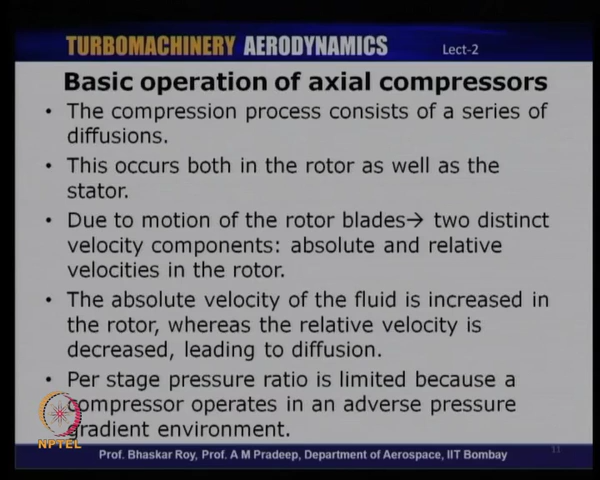 TURBOMACHINERY AERODYNAMICS Lect-2
Basic operation of axial compressors
• The compression process consists of a series of
diffusions.
• This occurs both in the rotor as well as the
stator.
• Due to motion of the rotor blades→ two distinct
velocity components: absolute and relative
velocities in the rotor.
• The absolute velocity of the fluid is increased in
the rotor, whereas the relative velocity is
decreased, leading to diffusion.
• Per stage pressure ratio is limited because a
compressor operates in an adverse pressure
gradient environment.
NPTEL
Prof. Bhaskar Roy, Prof. A M Pradeep, Department of Aerospace, IIT Bombay
11